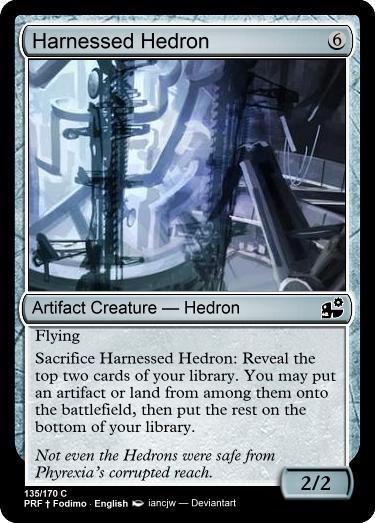 Harnessed Hedron 6
Artifact Creature — Hedron
Flying
Sacrifice Harnessed Hedron: Reveal the
top two cards of your library. You may put
an artifact or land from among them onto
the battlefield, then put the rest on the
bottom of your library.
Not even the Hedrons were safe from
Phyrexia's corrupted reach.
2/2
135/170 C
PRF † Fodimo · English iancjw — Deviantart